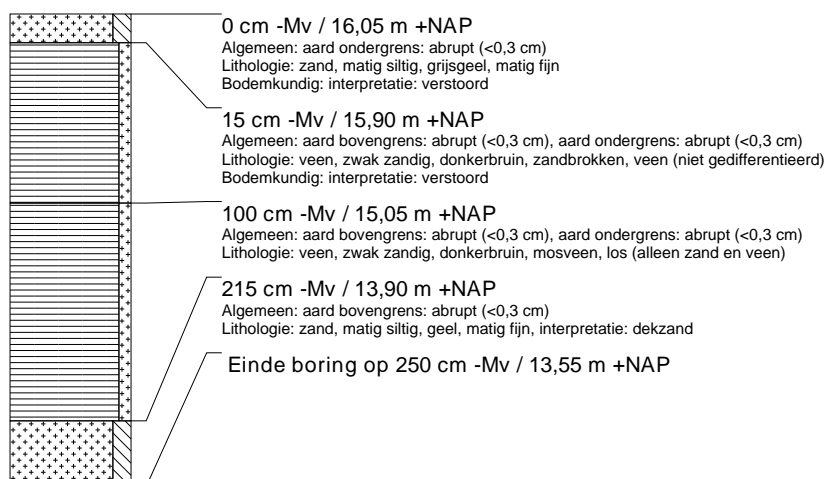 0 cm -Mv / 16,05 m +NAP
Algemeen: aard ondergrens: abrupt (<0,3 cm)
Lithologie: zand, matig siltig, grijsgeel, matig fijn
Bodemkundig: interpretatie: verstoord
15 cm -Mv / 15,90 m +NAP
Algemeen: aard bovengrens: abrupt (<0,3 cm), aard ondergrens: abrupt (<0,3 cm)
Lithologie: veen, zwak zandig, donkerbruin, zandbrokken, veen (niet gedifferentieerd)
Bodemkundig: interpretatie: verstoord
100 cm -Mv / 15,05 m +NAP
Algemeen: aard bovengrens: abrupt (<0,3 cm), aard ondergrens: abrupt (<0,3 cm)
Lithologie: veen, zwak zandig, donkerbruin, mosveen, los (alleen zand en veen)
215 cm -Mv / 13,90 m +NAP
Algemeen: aard bovengrens: abrupt (<0,3 cm)
Lithologie: zand, matig siltig, geel, matig fijn, interpretatie: dekzand
Einde boring op 250 cm -Mv / 13,55 m +NAP